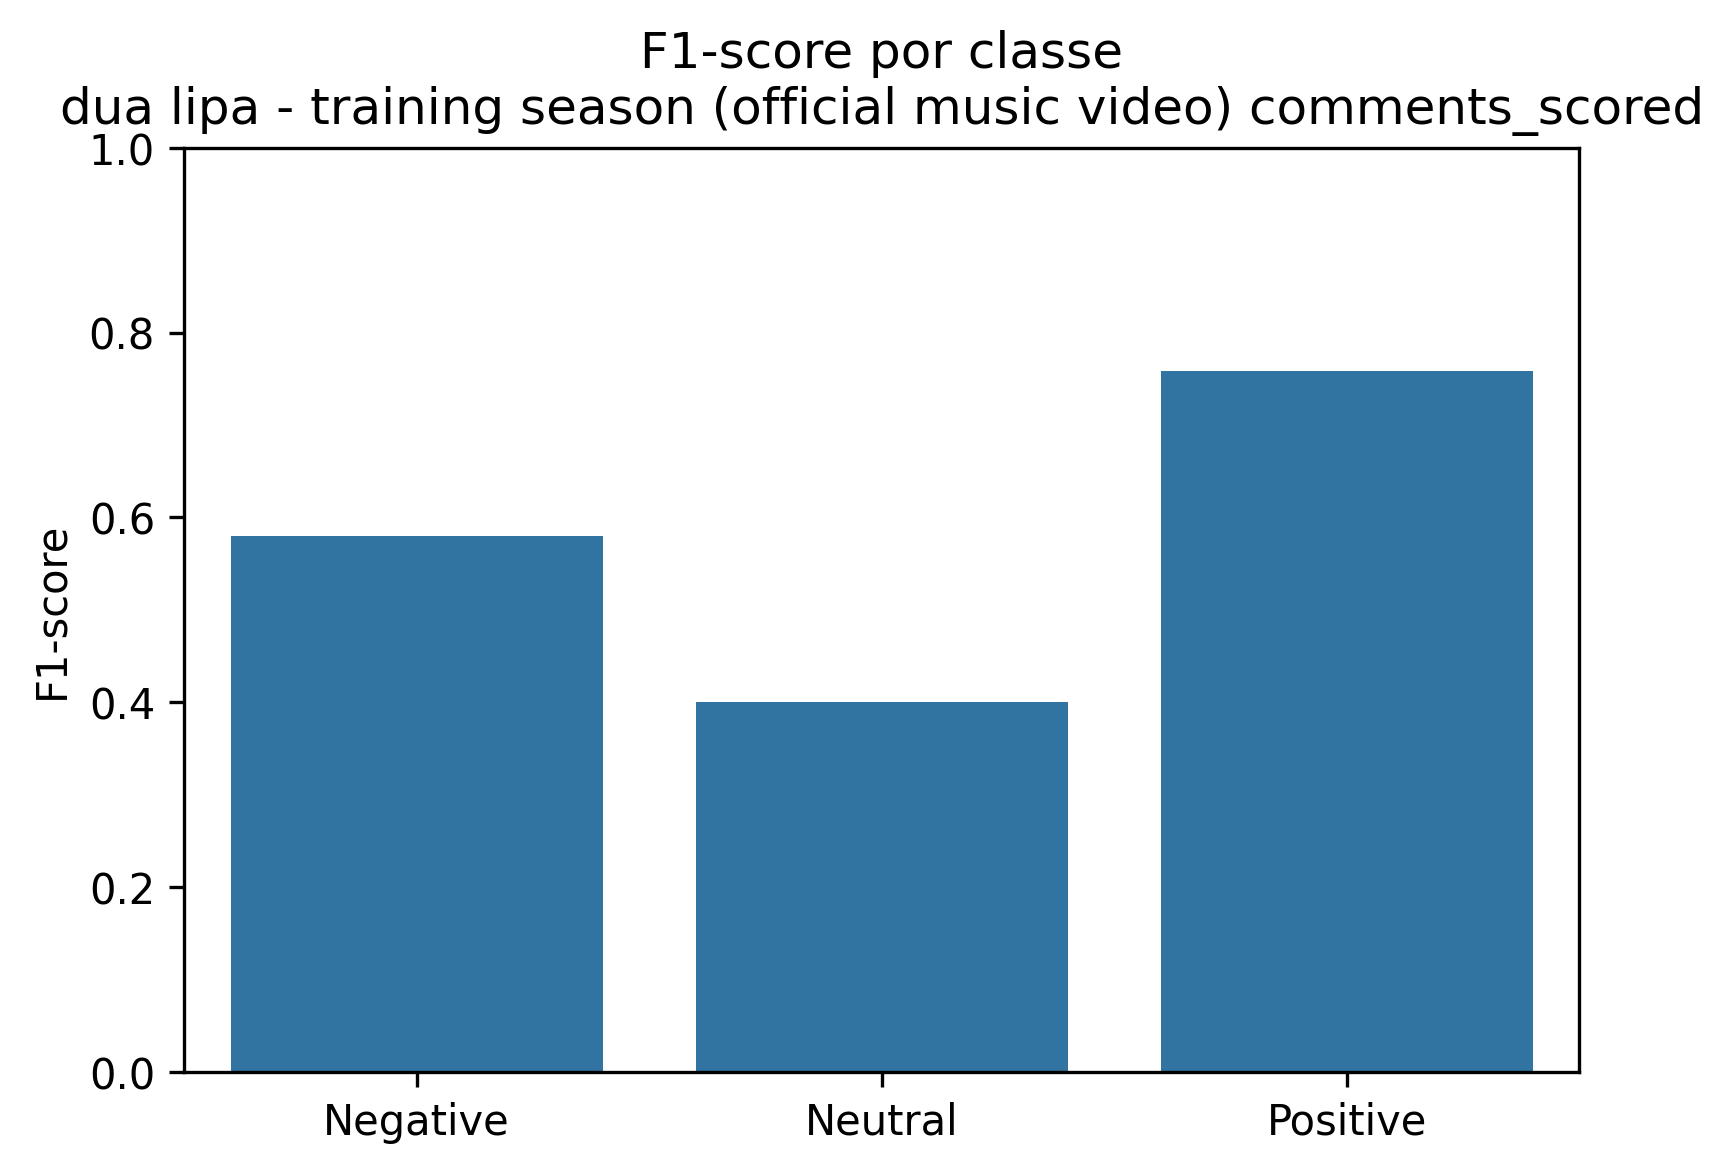 F1-score por classe
dua lipa - training season (official music video) comments_scored
F1-score
1.0
0.8
0.6
0.4
0.2
0.0
Negative
Neutral
Positive